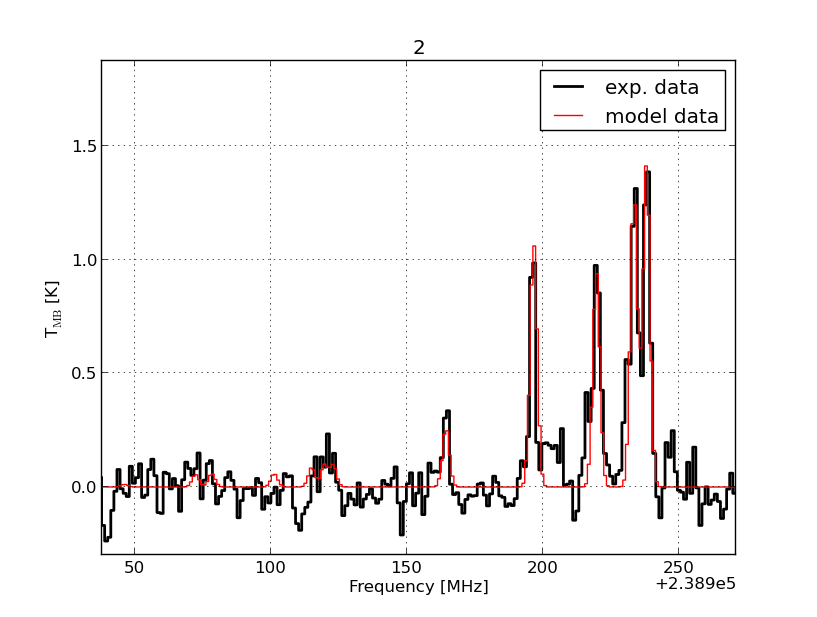 2
exp. data
model data
1.5
1.0
0.5
0.0
T_MB [K]
50 100 150 200 250
+2.389e5
Frequency [MHz]